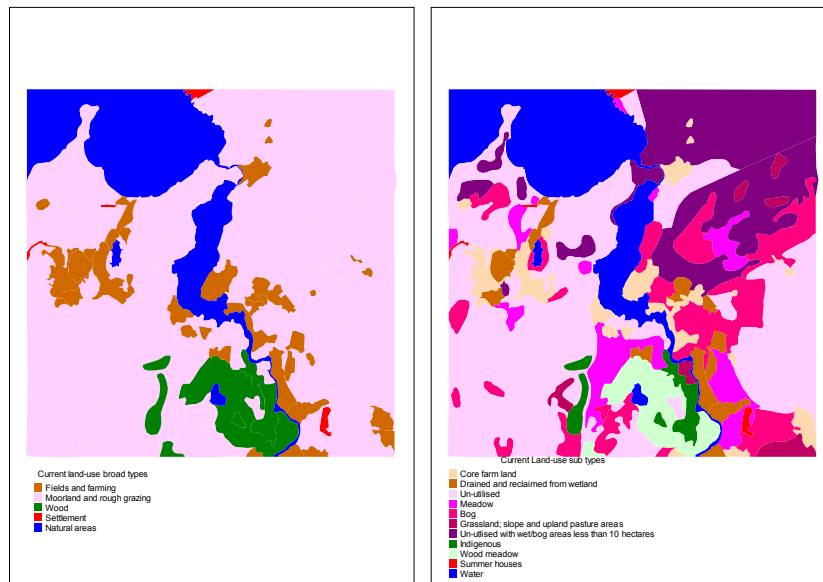 Current land-use broad types
Fields and farming
Moorland and rough grazing
Wood
Settlement
Natural areas
Current Land-use sub types
Core farm land
Drained and reclaimed from wetland
Un-utilised
Meadow
Bog
Grassland; slope and upland pasture areas
Un-utlised with wet/bog areas less than 10 hectares
Indigenous
Wood meadow
Summer houses
Water